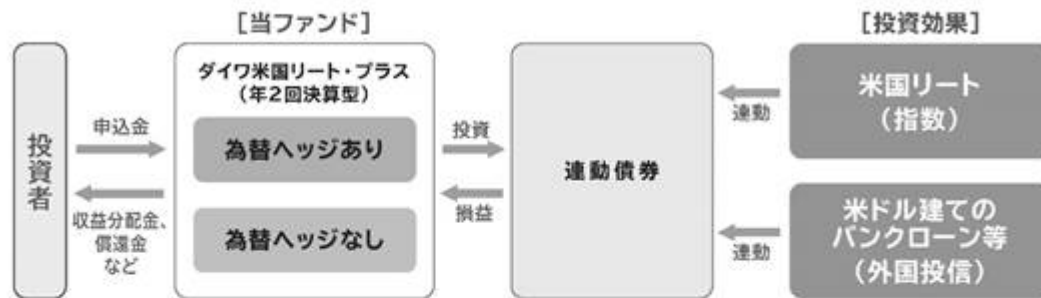 [当ファンド]
[投資効果]
投資者
申込金
収益分配金、
償還金
など
ダイワ米国リート・プラス
(年2回決算型)
為替ヘッジあり
為替ヘッジなし
投資
損益
連動債券
連動
連動
米国リート
(指数)
米ドル建ての
バンクローン等
(外国投信)